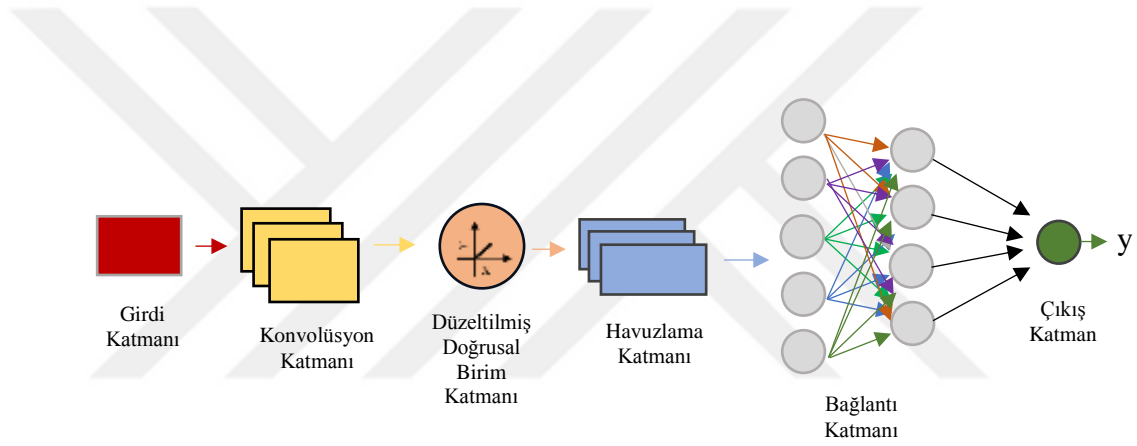 Girdi
Katmanı
Konvolüsyon
Katmanı
Y
X
Düzeltilmiş
Doğrusal
Birim
Katmanı
Havuzlama
Katmanı
Bağlantı
Katmanı
Çıkış
Katman
y